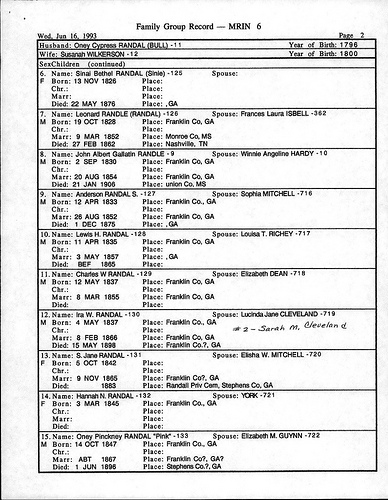 Family Group Record — MRIN 6
Wed, Jun 16, 1993 Page 2
Husband: Oney Cypress RANDAL (BULL) -11 Year of Birth: 1796
Wife: Susanah WILKERSON -12 Year of Birth: 1800
SexChildren (continued)
6. Name: Sinai Bethel RANDAL (Sinie) -125 Spouse:
F Born: 13 NOV 1826 Place:
Chr.: Place:
Marr: Place:
Died: 22 MAY 1876 Place: ,GA
7. Name: Leonard RANDLE (RANDAL) -126 Spouse: Frances Laura ISBELL -362
M Born: 19 OCT 1828 Place: Franklin Co, GA
Chr.: Place:
Marr: 9 MAR 1852 Place: Monroe Co, MS
Died: 27 FEB 1862 Place: Nashville, TN
8. Name: John Albert Gallatin RANDLE -9 Spouse: Winnie Angeline HARDY -10
M Born: 2 SEP 1830 Place: Franklin Co, GA
Chr.: Place:
Marr: 20 AUG 1854 Place: Franklin Co, GA
Died: 21 JAN 1906 Place: union Co, MS
9. Name: Anderson RANDAL S. -127 Spouse: Sophia MITCHELL -716
M Born: 12 APR 1833 Place: Franklin Co., GA
Chr.: Place:
Marr: 26 AUG 1852 Place: Franklin Co, GA
Died: 1 DEC 1875 Place: ,GA
10. Name: Lewis H. RANDAL -128 Spouse: Louisa T. RICHEY -717
M Born: 11 APR 1835 Place: Franklin Co, GA
Chr.: Place:
Marr: 3 MAY 1857 Place: ,GA
Died: BEF 1865 Place:
11. Name: Charles W RANDAL -129 Spouse: Elizabeth DEAN -718
M Born: 12 MAY 1837 Place: Franklin Co, GA
Chr.: Place:
Marr: 8 MAR 1855 Place: Franklin Co, GA
Died: Place:
12. Name: Ira W. RANDAL -130 Spouse: Lucinda Jane CLEVELAND -719
M Born: 4 MAY 1837 Place: Franklin Co., GA
Chr.: Place: #2 - Sarah M. Cleveland
Marr: 8 FEB 1866 Place: Franklin Co, GA
Died: 15 MAY 1898 Place: Franklin Co.?, GA
13. Name: S. Jane RANDAL -131 Spouse: Elisha W. MITCHELL -720
F Born: 5 OCT 1842 Place:
Chr.: Place:
Marr: 9 NOV 1865 Place: Franklin Co?, GA
Died: 1883 Place: Randall Priv Cem, Stephens Co, GA
14. Name: Hannah N. RANDAL -132 Spouse: YORK -721
F Born: 3 MAR 1845 Place: Franklin Co., GA
Chr.: Place:
Marr: Place:
Died: Place:
15. Name: Oney Pinckney RANDAL "Pink" -133 Spouse: Elizabeth M. GUYNN -722
M Born: 14 OCT 1847 Place: Franklin Co., GA
Chr.: Place:
Marr: ABT 1867 Place: Franklin Co?, GA?
Died: 1 JUN 1896 Place: Stephens Co.?, GA